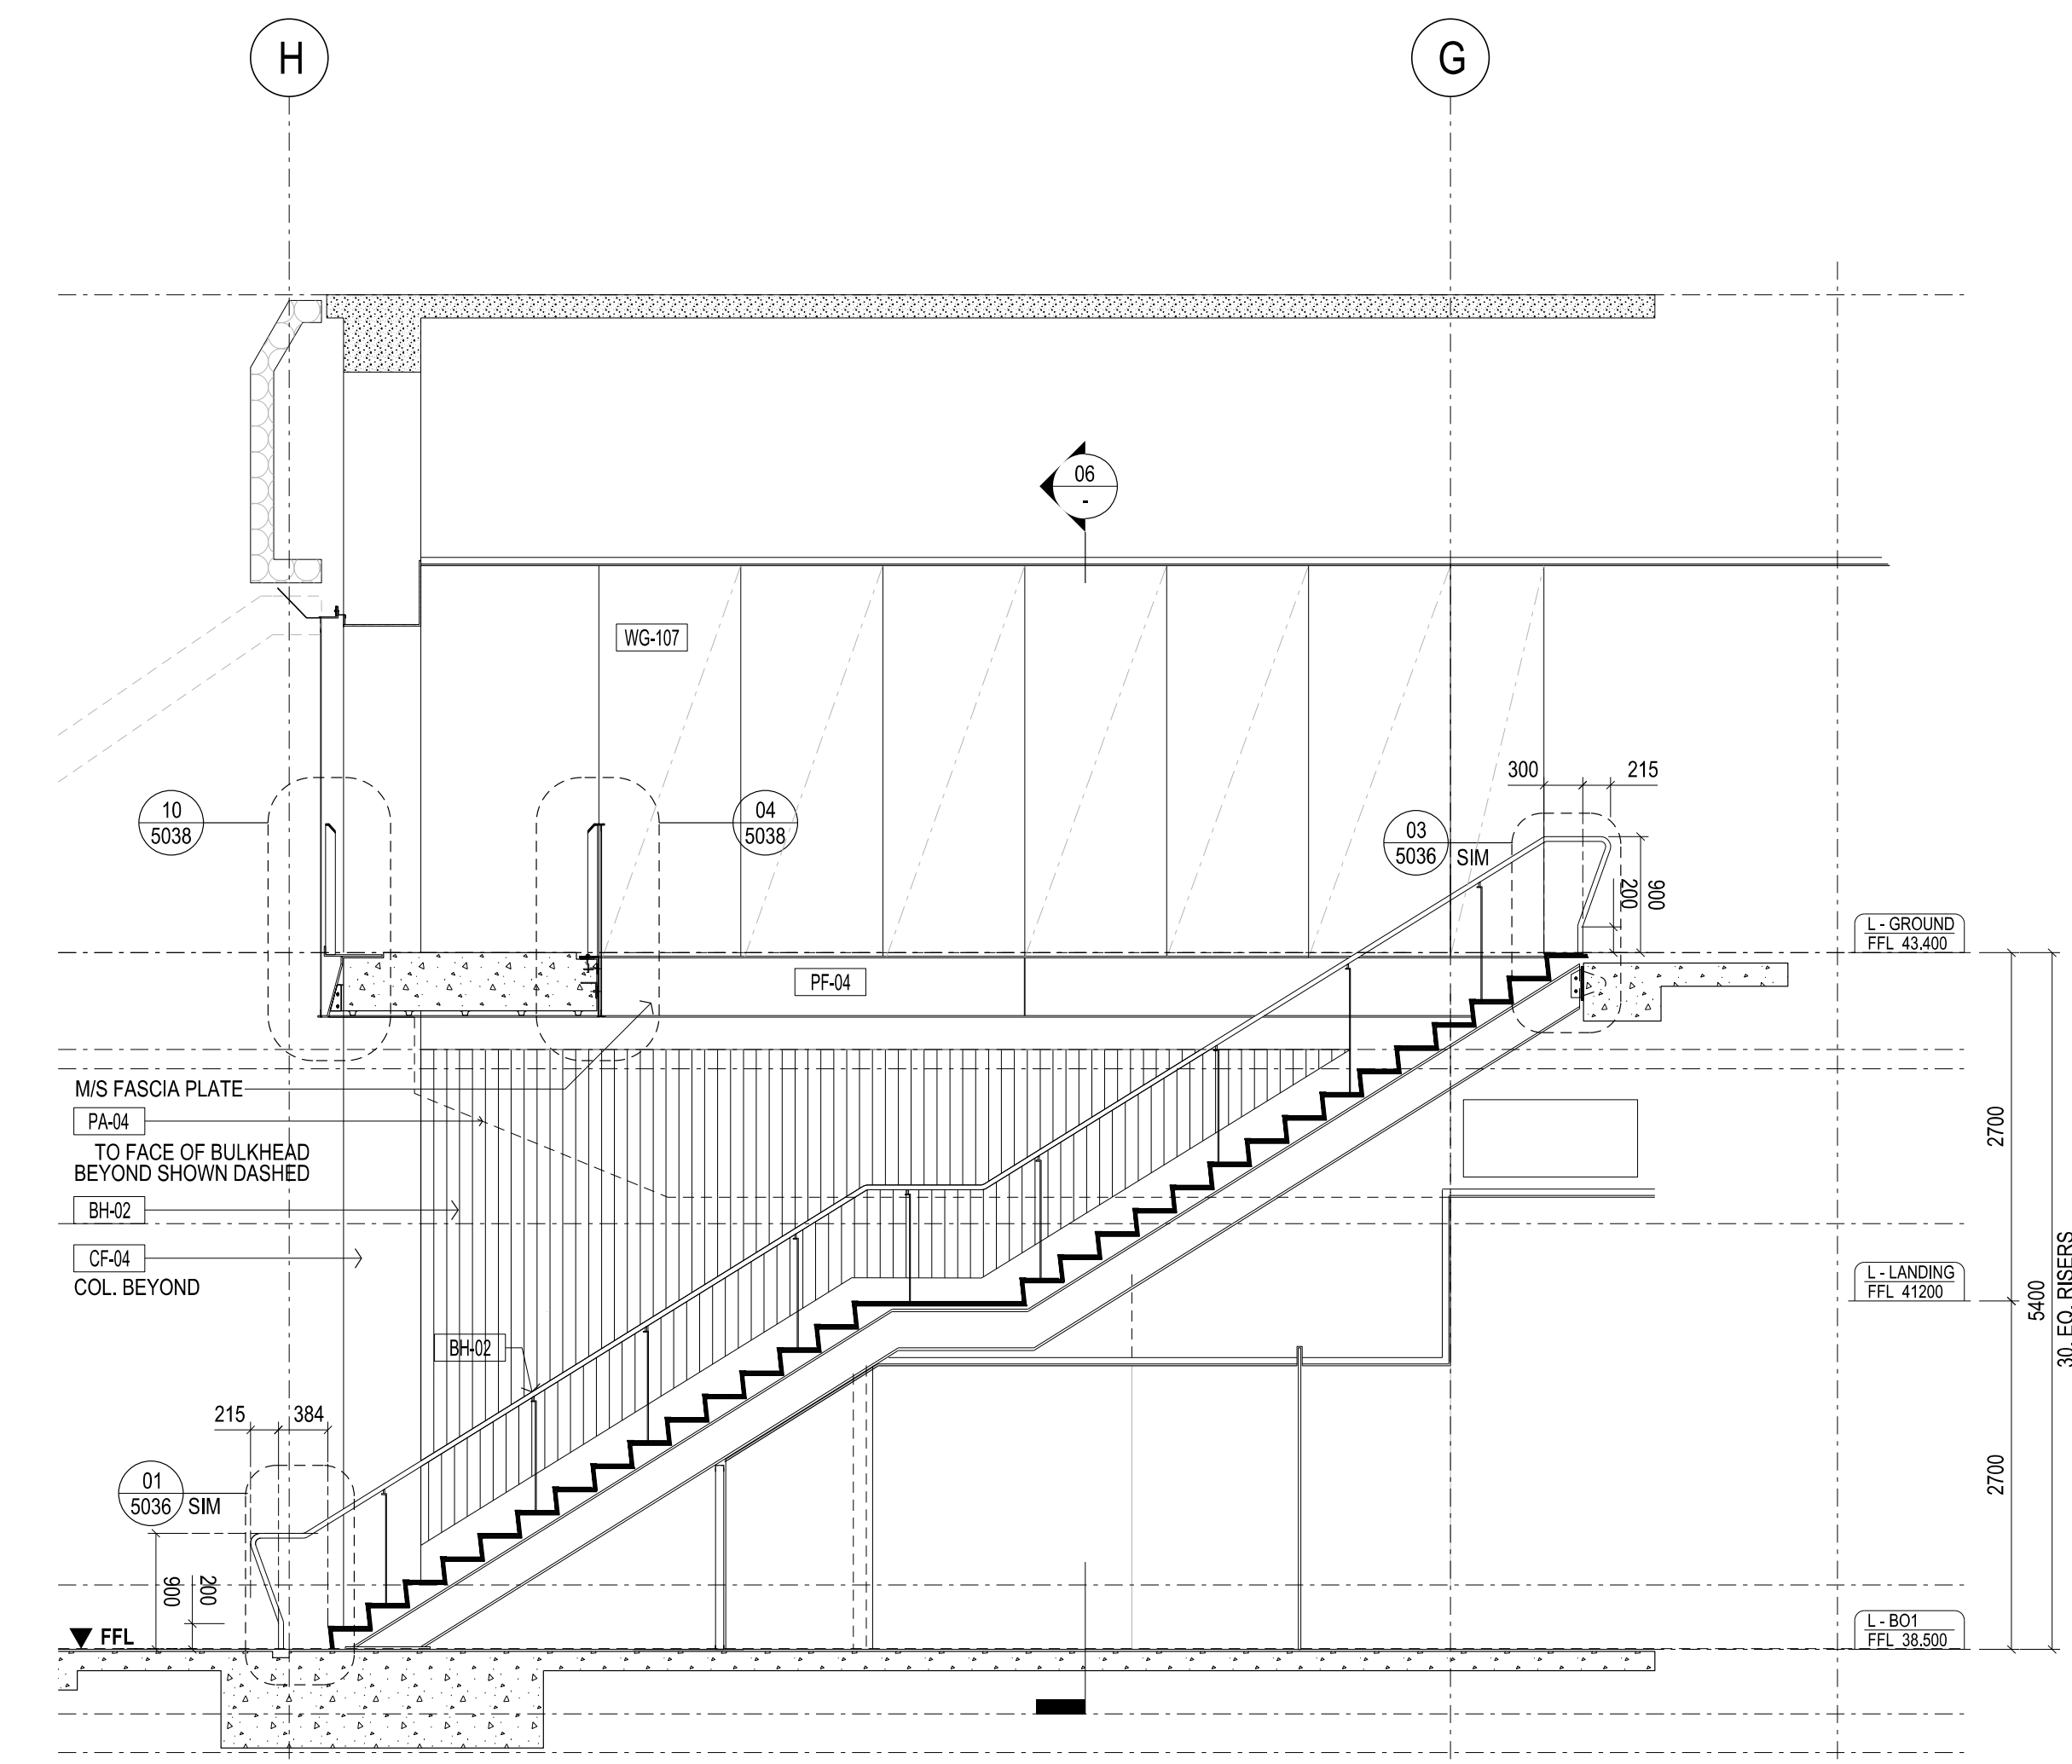 H
G
06
-
WG-107
10
5038
04
5038
03
5036
SIM
300
215
200
900
L - GROUND
FFL 43.400
PF-04
M/S FASCIA PLATE
PA-04
TO FACE OF BULKHEAD
BEYOND SHOWN DASHED
BH-02
CF-04
COL. BEYOND
2700
L - LANDING
FFL 41200
5400
30. EQ. RISERS
BH-02
215
384
01
5036
SIM
2700
900
200
FFL
L - BO1
FFL 38.500